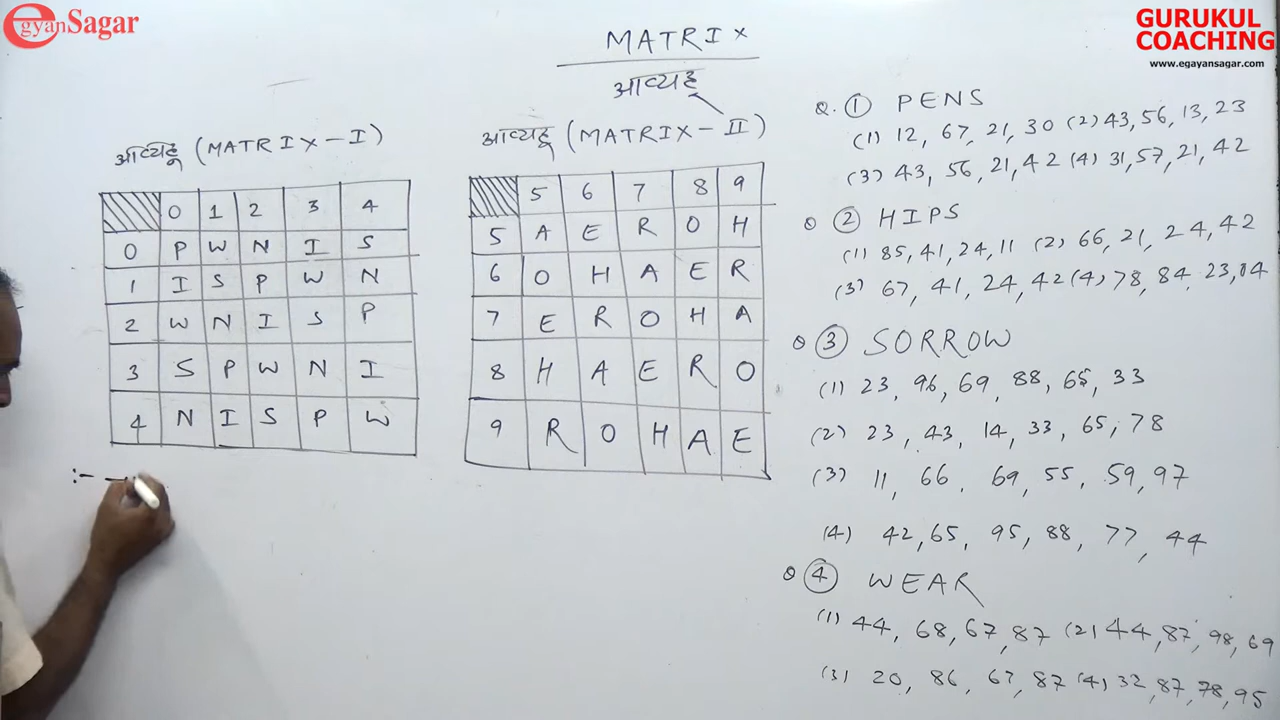 egyanSagar
GURUKUL
COACHING
www.egayansagar.com
MATRIX
आव्यहू
आव्यहू (MATRIX - I)
0 1 2 3 4
0 P W N I S
1 I S P W N
2 W N I S P
3 S P W N I
4 N I S P W
:-
आव्यहू (MATRIX - II)
5 6 7 8 9
5 A E R O H
6 O H A E R
7 E R O H A
8 H A E R O
9 R O H A E
Q. ① PENS
(1) 12, 67, 21, 30 (2) 43, 56, 13, 23
(3) 43, 56, 21, 42 (4) 31, 57, 21, 42
Q ② HIPS
(1) 85, 41, 24, 11 (2) 66, 21, 24, 42
(3) 67, 41, 24, 42 (4) 78, 84, 23, 14
Q ③ SORROW
(1) 23, 96, 69, 88, 65, 33
(2) 23, 43, 14, 33, 65, 78
(3) 11, 66, 69, 55, 59, 97
(4) 42, 65, 95, 88, 77, 44
Q ④ WEAR
(1) 44, 68, 67, 87 (2) 44, 87, 98, 69
(3) 20, 86, 67, 87 (4) 32, 87, 78, 95